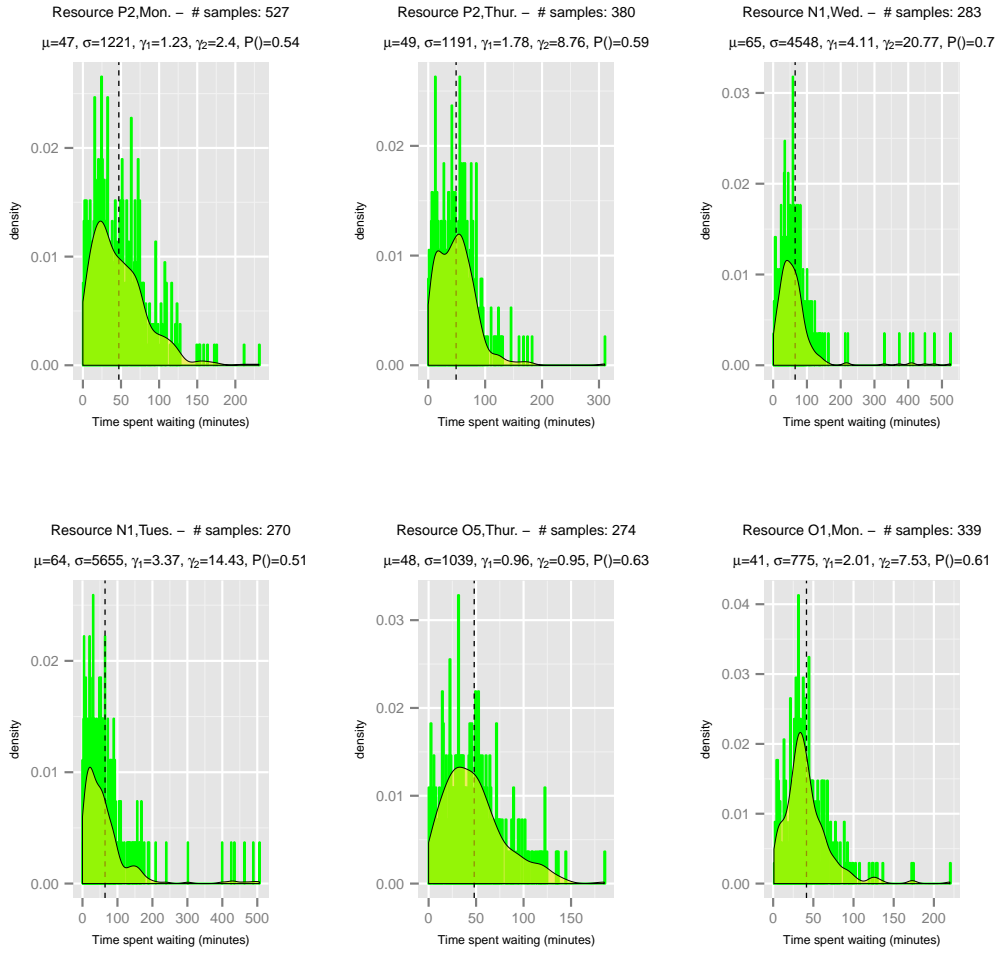 Resource P2,Mon. – # samples: 527
μ=47, σ=1221, γ₁=1.23, γ₂=2.4, P()=0.54
0.02
0.01
0.00
density
0 50 100 150 200
Time spent waiting (minutes)
Resource P2,Thur. – # samples: 380
μ=49, σ=1191, γ₁=1.78, γ₂=8.76, P()=0.59
0.02
0.01
0.00
density
0 100 200 300
Time spent waiting (minutes)
Resource N1,Wed. – # samples: 283
μ=65, σ=4548, γ₁=4.11, γ₂=20.77, P()=0.7
0.03
0.02
0.01
0.00
density
0 100 200 300 400 500
Time spent waiting (minutes)
Resource N1,Tues. – # samples: 270
μ=64, σ=5655, γ₁=3.37, γ₂=14.43, P()=0.51
0.02
0.01
0.00
density
0 100 200 300 400 500
Time spent waiting (minutes)
Resource O5,Thur. – # samples: 274
μ=48, σ=1039, γ₁=0.96, γ₂=0.95, P()=0.63
0.03
0.02
0.01
0.00
density
0 50 100 150
Time spent waiting (minutes)
Resource O1,Mon. – # samples: 339
μ=41, σ=775, γ₁=2.01, γ₂=7.53, P()=0.61
0.04
0.03
0.02
0.01
0.00
density
0 50 100 150 200
Time spent waiting (minutes)